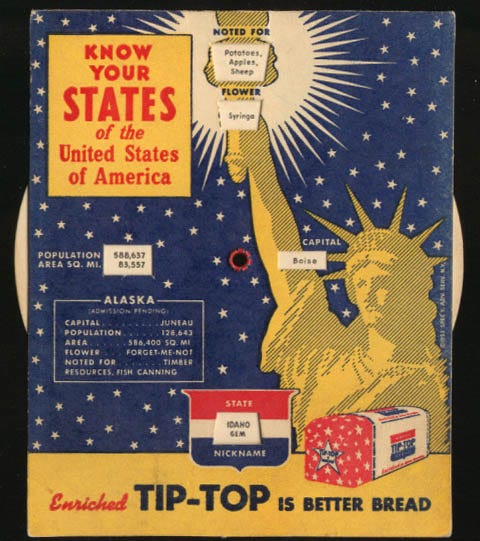 NOTED FOR
Potatoes,
Apples,
Sheep
FLOWER
Syringa
KNOW
YOUR
STATES
of the
United States
of America
CAPITAL
Boise
POPULATION 588,637
AREA SQ. MI. 83,557
ALASKA
(ADMISSION PENDING)
CAPITAL..........JUNEAU
POPULATION......128,643
AREA.....586,400 SQ. MI
FLOWER...FORGET-ME-NOT
NOTED FOR......TIMBER
RESOURCES, FISH CANNING
STATE
IDAHO
GEM
NICKNAME
TIP-TOP
TIP-TOP
Enriched TIP-TOP IS BETTER BREAD